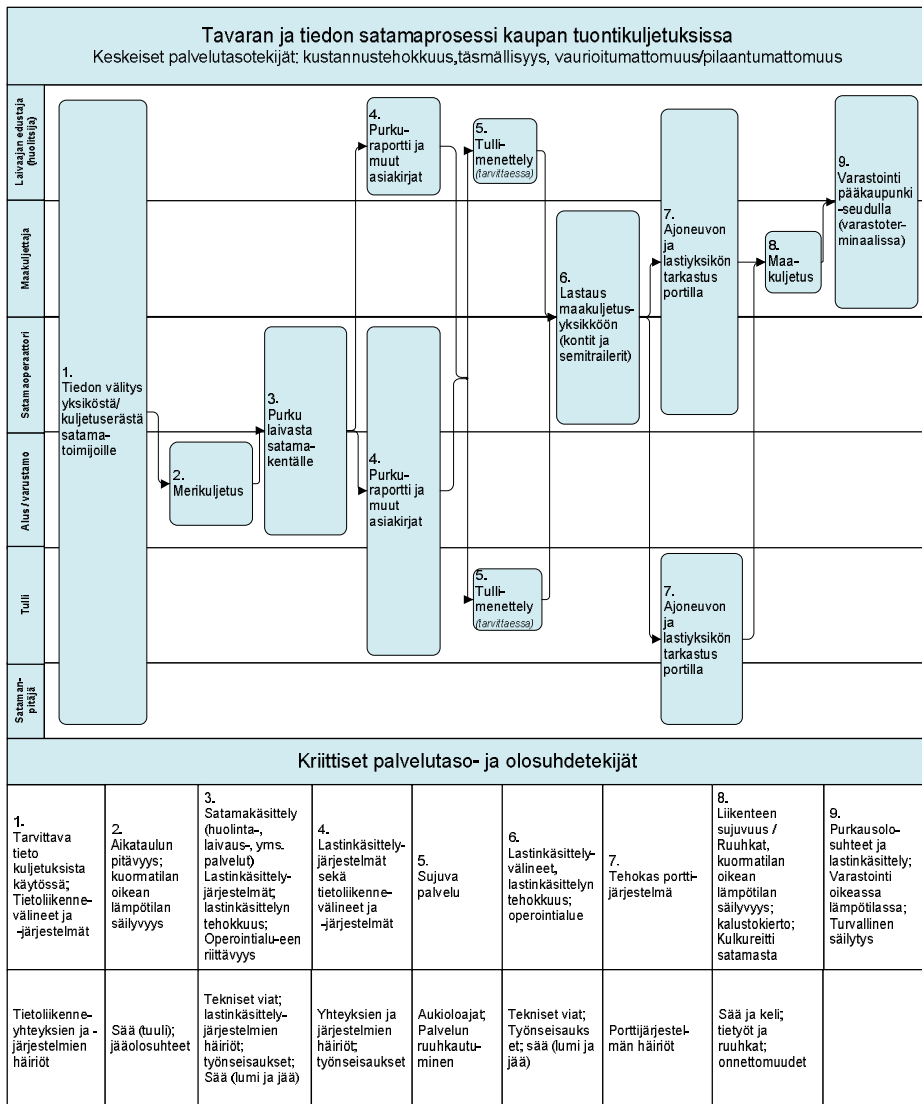 Tavaran ja tiedon satamaprosessi kaupan tuontikuljetuksissa
Keskeiset palvelutasotekijät: kustannustehokkuus,täsmällisyys, vaurioitumattomuus/pilaantumattomuus
Laivaajan edustaja
(huolitsija)
Maakuljettaja
Satamaoperaattori
Alus / varustamo
Tulli
Sataman-
pitäjä
1.
Tiedon välitys
yksiköstä/
kuljetuserästä
satama-
toimijoille
2.
Merikuljetus
3.
Purku
laivasta
satama-
kentälle
4.
Purku-
raportti ja
muut
asiakirjat
4.
Purku-
raportti ja
muut
asiakirjat
5.
Tulli-
menettely
(tarvittaessa)
5.
Tulli-
menettely
(tarvittaessa)
6.
Lastaus
maakuljetus-
yksikköön
(kontit ja
semitrailerit)
7.
Ajoneuvon
ja
lastiyksikön
tarkastus
portilla
7.
Ajoneuvon
ja
lastiyksikön
tarkastus
portilla
8.
Maa-
kuljetus
9.
Varastointi
pääkaupunki
-seudulla
(varastoter-
minaalissa)
Kriittiset palvelutaso- ja olosuhdetekijät
1.
Tarvittava
tieto
kuljetuksista
käytössä;
Tietoliikenne-
välineet ja
-järjestelmät
2.
Aikataulun
pitävyys;
kuormatilan
oikean
lämpötilan
säilyvyys
3.
Satamakäsittely
(huolinta-,
laivaus-, yms.
palvelut)
Lastinkäsittely-
järjestelmät;
lastinkäsittelyn
tehokkuus;
Operointialu-een
riittävyys
4.
Lastinkäsittely-
järjestelmät
sekä
tietoliikenne-
välineet ja
-järjestelmät
5.
Sujuva
palvelu
6.
Lastinkäsittely-
välineet,
lastinkäsittelyn
tehokkuus;
operointialue
7.
Tehokas portti-
järjestelmä
8.
Liikenteen
sujuvuus /
Ruuhkat,
kuormatilan
oikean
lämpötilan
säilyvyys;
kalustokierto;
Kulkureitti
satamasta
9.
Purkausolo-
suhteet ja
lastinkäsittely;
Varastointi
oikeassa
lämpötilassa;
Turvallinen
säilytys
Tietoliikenne-
yhteyksien ja -
järjestelmien
häiriöt
Sää (tuuli);
jääolosuhteet
Tekniset viat;
lastinkäsittely-
järjestelmien
häiriöt;
työnseisaukset;
Sää (lumi ja jää)
Yhteyksien ja
järjestelmien
häiriöt;
työnseisaukset
Aukioloajat;
Palvelun
ruuhkautu-
minen
Tekniset viat;
Työnseisauks
et; sää (lumi ja
jää)
Porttijärjestel-
män häiriöt
Sää ja keli;
tietyöt ja
ruuhkat;
onnettomuudet